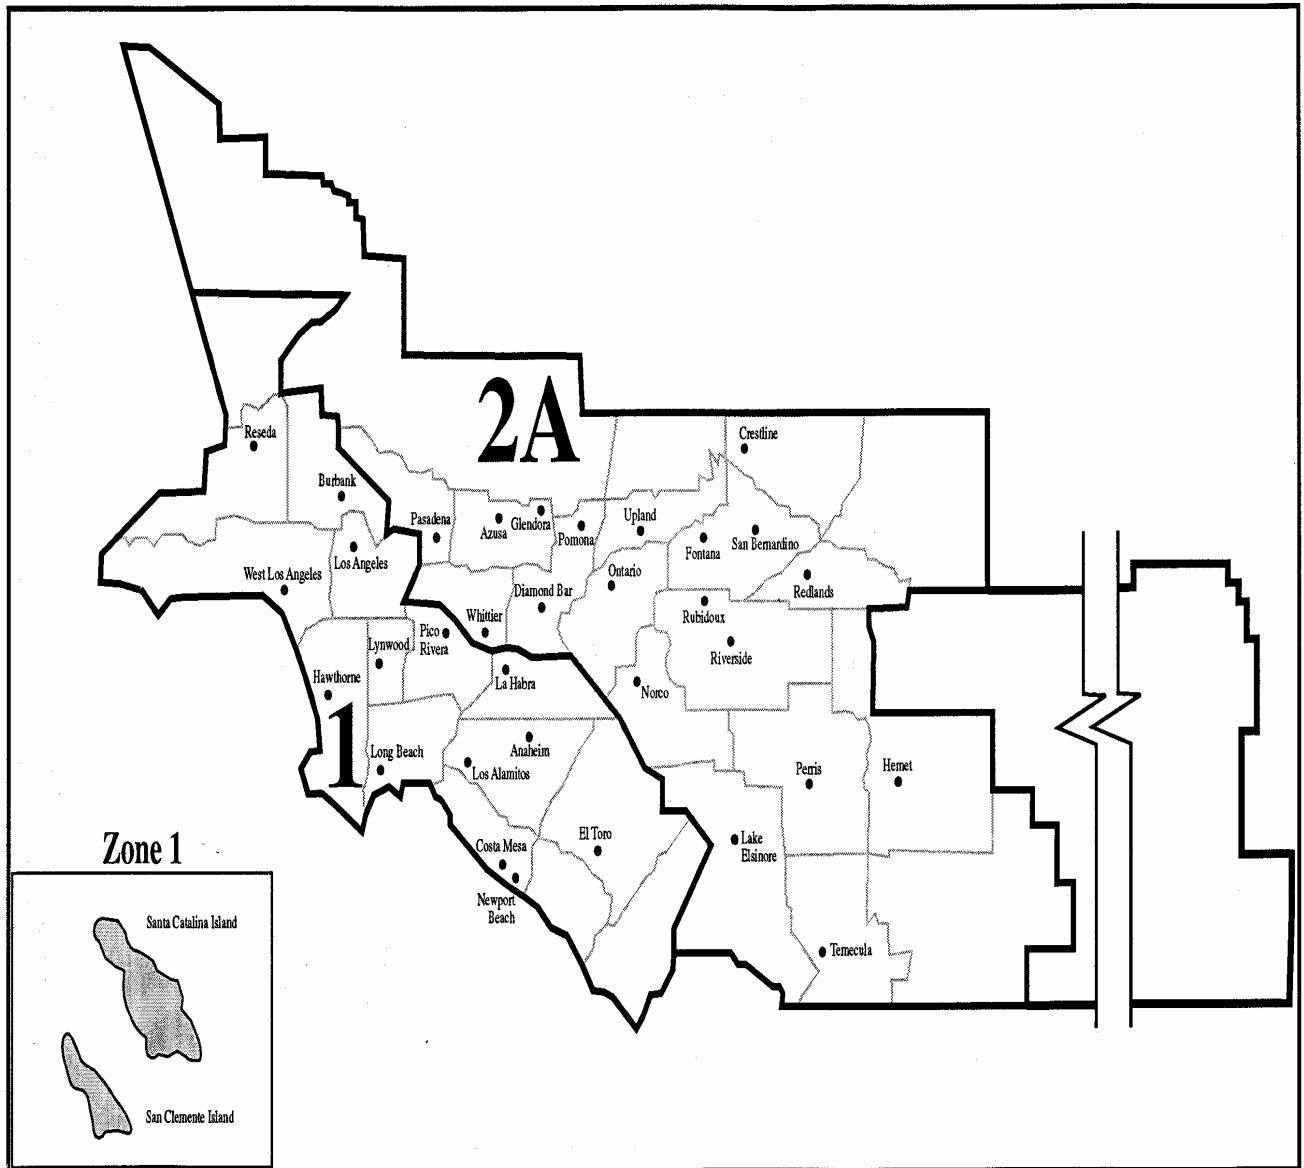 2A
Crestline
Reseda
Burbank
Pasadena
Azusa
Glendora
Pomona
Upland
Fontana
San Bernardino
Los Angeles
West Los Angeles
Ontario
Redlands
Diamond Bar
Whittier
Rubidoux
Pico
Rivera
Lynwood
Riverside
Hawthorne
La Habra
Norco
1
Long Beach
Anaheim
Los Alamitos
Perris
Hemet
El Toro
Lake
Elsinore
Costa Mesa
Newport
Beach
Temecula
Zone 1
Santa Catalina Island
San Clemente Island